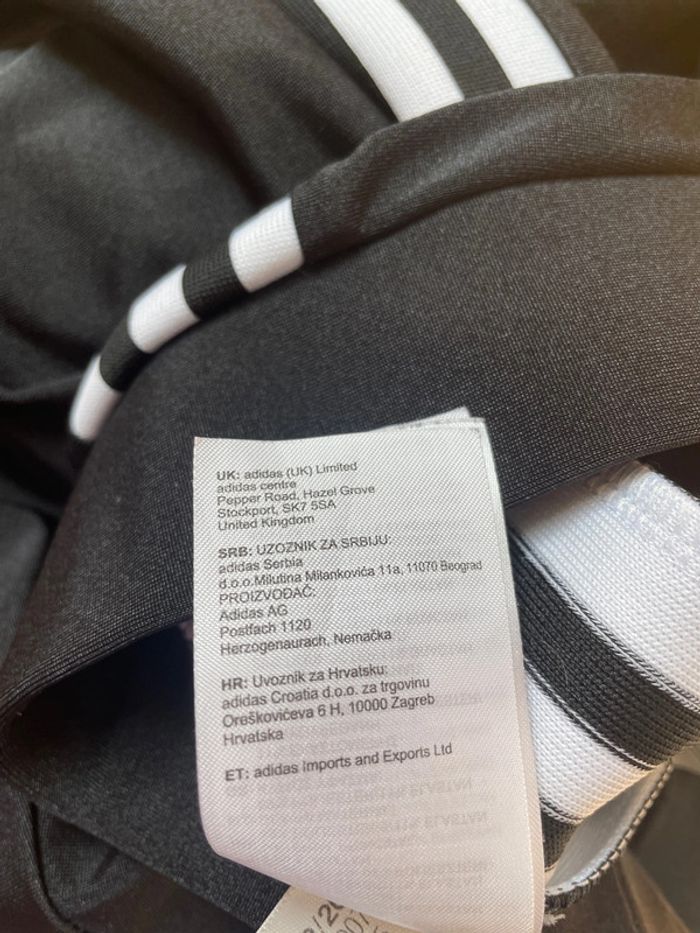 UK: adidas (UK) Limited
adidas centre
Pepper Road, Hazel Grove
Stockport, SK7 5SA
United Kingdom
SRB: UZOZNIK ZA SRBIJU:
adidas Serbia
d.o.o.Milutina Milankovića 11a, 11070 Beograd
PROIZVOĐAČ:
Adidas AG
Postfach 1120
Herzogenaurach, Nemačka
HR: Uvoznik za Hrvatsku:
adidas Croatia d.o.o. za trgovinu
Oreškovićeva 6 H, 10000 Zagreb
Hrvatska
ET: adidas Imports and Exports Ltd